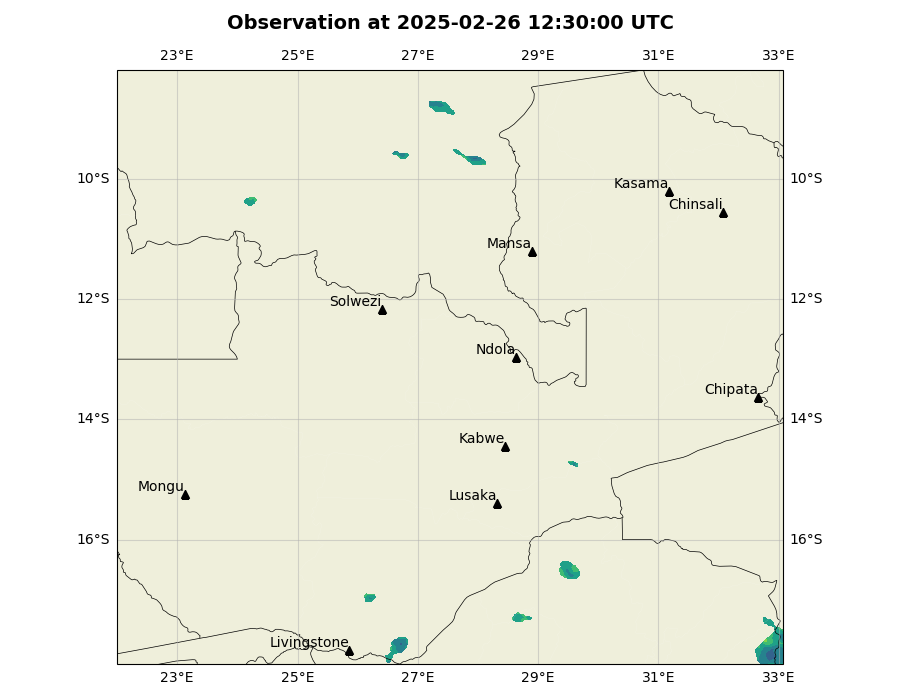 Observation at 2025-02-26 12:30:00 UTC
23°E 25°E 27°E 29°E 31°E 33°E
10°S 10°S
Kasama
Chinsali
Mansa
12°S 12°S
Solwezi
Ndola
Chipata
14°S 14°S
Kabwe
Mongu
Lusaka
16°S 16°S
Livingstone
23°E 25°E 27°E 29°E 31°E 33°E